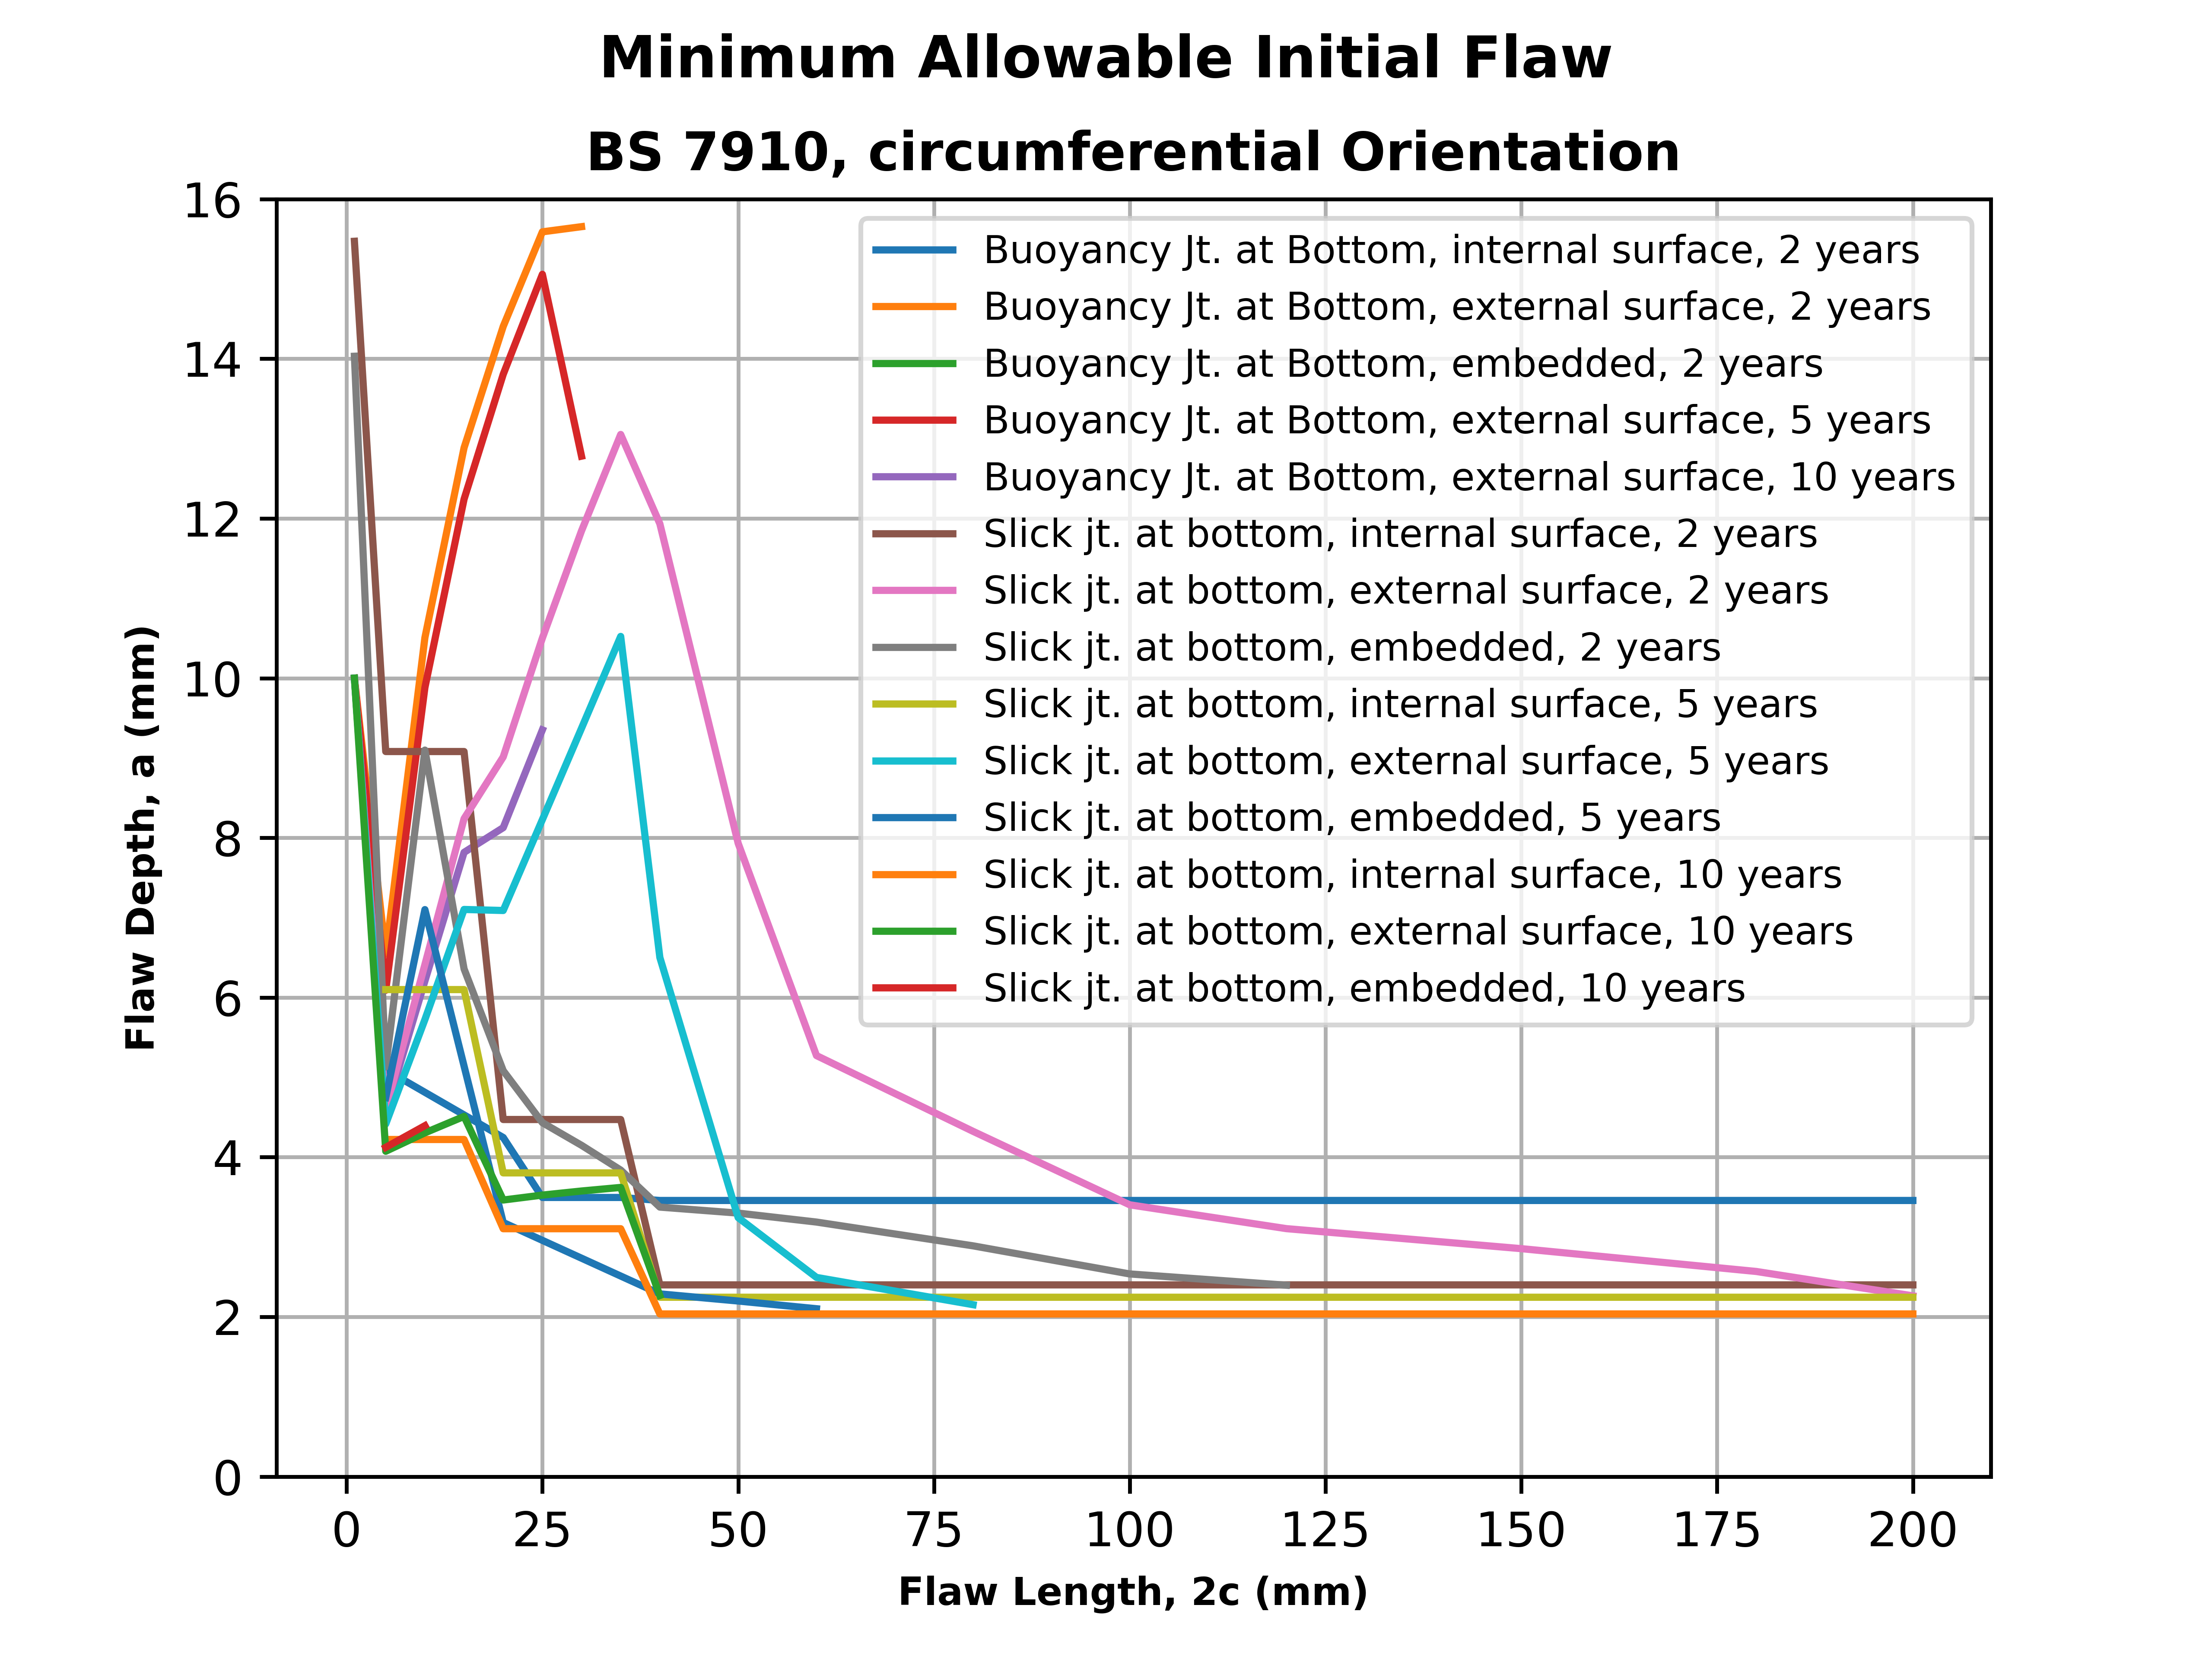 Minimum Allowable Initial Flaw
BS 7910, circumferential Orientation
16
14
12
10
8
6
4
2
0
Flaw Depth, a (mm)
Buoyancy Jt. at Bottom, internal surface, 2 years
Buoyancy Jt. at Bottom, external surface, 2 years
Buoyancy Jt. at Bottom, embedded, 2 years
Buoyancy Jt. at Bottom, external surface, 5 years
Buoyancy Jt. at Bottom, external surface, 10 years
Slick jt. at bottom, internal surface, 2 years
Slick jt. at bottom, external surface, 2 years
Slick jt. at bottom, embedded, 2 years
Slick jt. at bottom, internal surface, 5 years
Slick jt. at bottom, external surface, 5 years
Slick jt. at bottom, embedded, 5 years
Slick jt. at bottom, internal surface, 10 years
Slick jt. at bottom, external surface, 10 years
Slick jt. at bottom, embedded, 10 years
0 25 50 75 100 125 150 175 200
Flaw Length, 2c (mm)